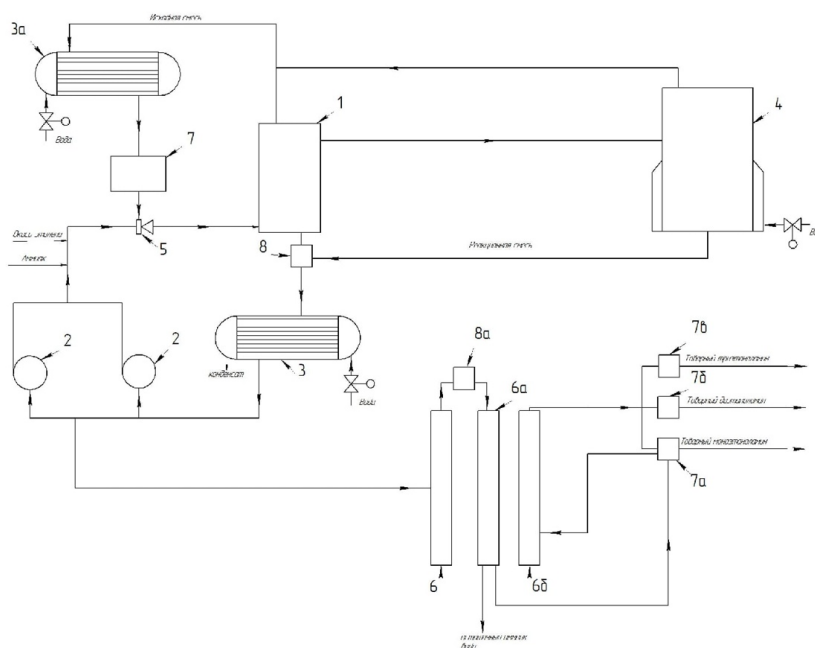 Исходная смесь
3а
1
4
Вода
7
Окись этилена
5
8
Аммиак
Реакционная смесь
2
2
8а
6а
7в
Товарный триэтаноламин
3
конденсат
Вода
7б
Товарный диэтаноламин
Товарный моноэтаноламин
7а
6
6б